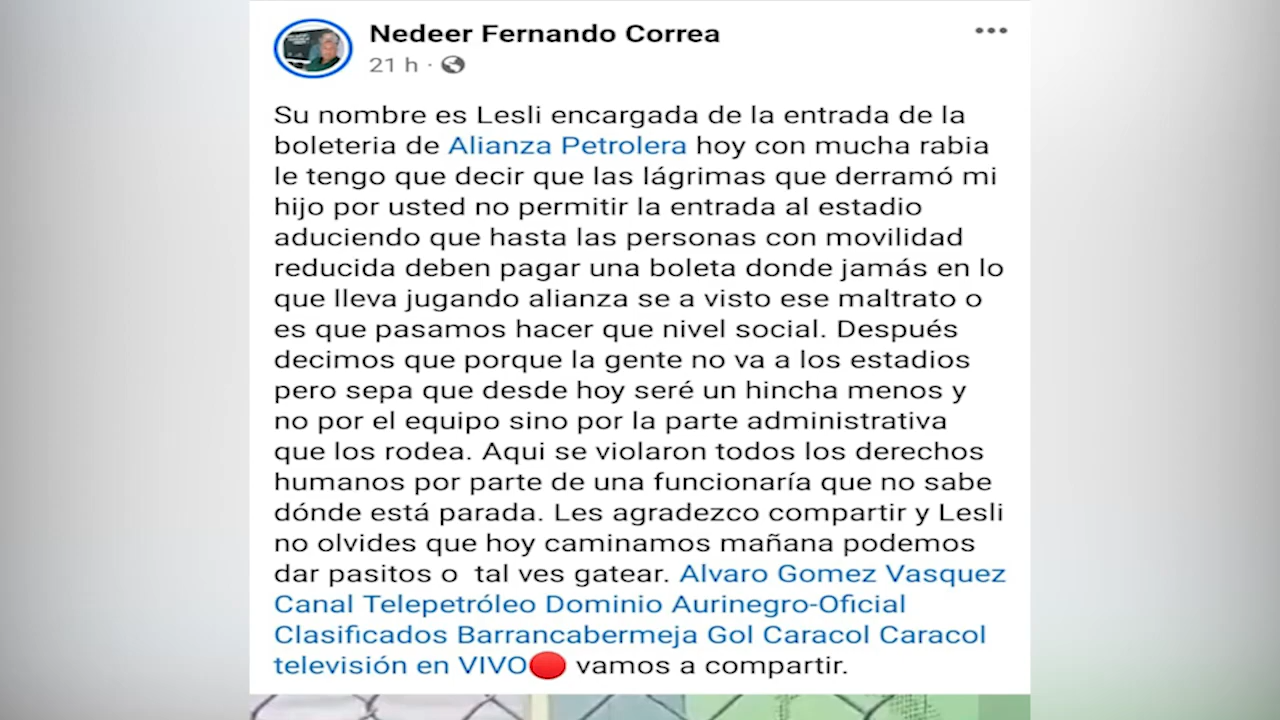 Nedeer Fernando Correa
21 h ·
Su nombre es Lesli encargada de la entrada de la
boleteria de Alianza Petrolera hoy con mucha rabia
le tengo que decir que las lágrimas que derramó mi
hijo por usted no permitir la entrada al estadio
aduciendo que hasta las personas con movilidad
reducida deben pagar una boleta donde jamás en lo
que lleva jugando alianza se a visto ese maltrato o
es que pasamos hacer que nivel social. Después
decimos que porque la gente no va a los estadios
pero sepa que desde hoy seré un hincha menos y
no por el equipo sino por la parte administrativa
que los rodea. Aqui se violaron todos los derechos
humanos por parte de una funcionaría que no sabe
dónde está parada. Les agradezco compartir y Lesli
no olvides que hoy caminamos mañana podemos
dar pasitos o tal ves gatear. Alvaro Gomez Vasquez
Canal Telepetróleo Dominio Aurinegro-Oficial
Clasificados Barrancabermeja Gol Caracol Caracol
televisión en VIVO🔴 vamos a compartir.